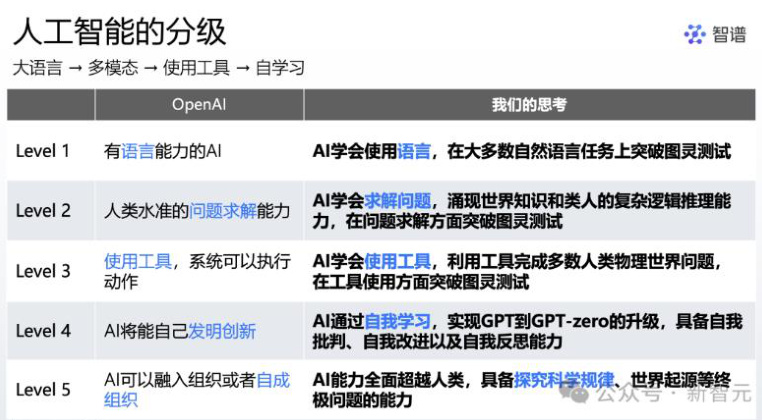 人工智能的分级
智谱
大语言 → 多模态 → 使用工具 → 自学习
OpenAI
我们的思考
Level 1
有语言能力的AI
AI学会使用语言，在大多数自然语言任务上突破图灵测试
Level 2
人类水准的问题求解能力
AI学会求解问题，涌现世界知识和类人的复杂逻辑推理能
力，在问题求解方面突破图灵测试
Level 3
使用工具，系统可以执行
动作
AI学会使用工具，利用工具完成多数人类物理世界问题，
在工具使用方面突破图灵测试
Level 4
AI将能自己发明创新
AI通过自我学习，实现GPT到GPT-zero的升级，具备自我
批判、自我改进以及自我反思能力
Level 5
AI可以融入组织或者自成
组织
AI能力全面超越人类，具备探究科学规律、世界起源等终
极问题的能力
公众号 · 新智元